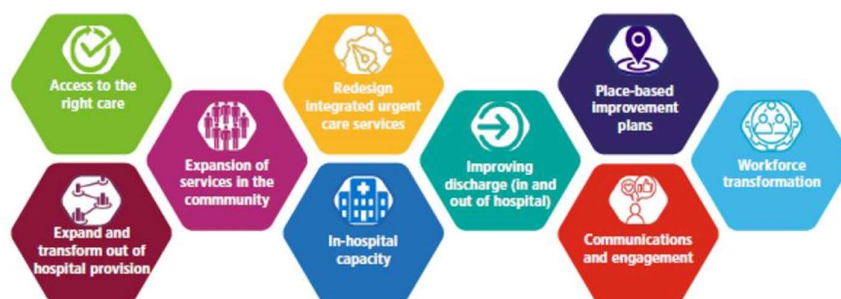 Access to the
right care
Expand and
transform out of
hospital provision
Expansion of
services in the
commmunity
Redesign
integrated urgent
care services
In-hospital
capacity
Improving
discharge (in and
out of hospital)
Place-based
improvement
plans
Communications
and engagement
Workforce
transformation